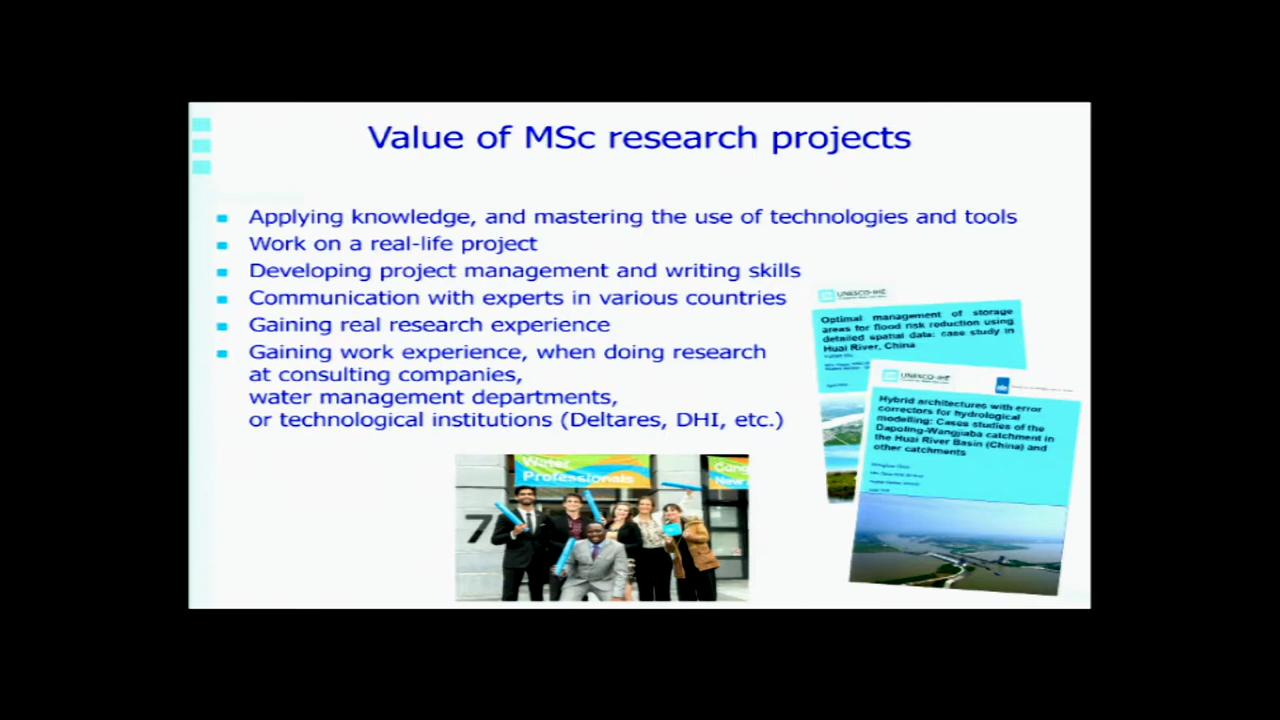 Value of MSc research projects
Applying knowledge, and mastering the use of technologies and tools
Work on a real-life project
Developing project management and writing skills
Communication with experts in various countries
Gaining real research experience
Gaining work experience, when doing research
at consulting companies,
water management departments,
or technological institutions (Deltares, DHI, etc.)
UNESCO-IHE
Optimal management of storage
areas for flood risk reduction using
detailed spatial data: case study in
Huai River, China
UNESCO-IHE
Hybrid architectures with error
correctors for hydrological
modelling: Cases studies of the
Dapoling-Wangjiaba catchment in
the Huai River Basin (China) and
other catchments
Water
Professionals
7